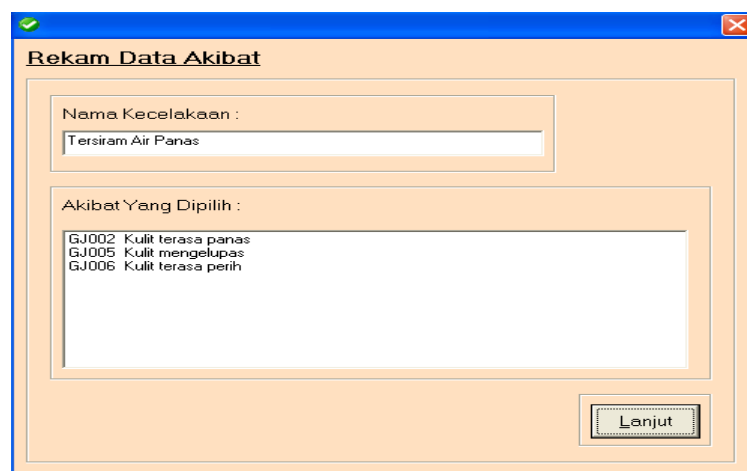 Rekam Data Akibat
Nama Kecelakaan :
Tersiram Air Panas
Akibat Yang Dipilih :
GJ002 Kulit terasa panas
GJ005 Kulit mengelupas
GJ006 Kulit terasa perih
Lanjut